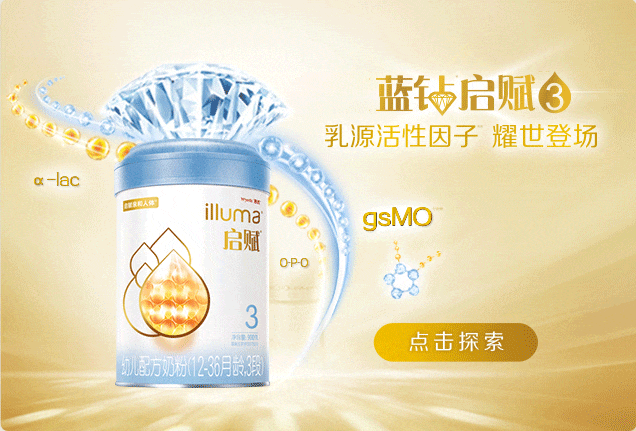 蓝钻启赋3
乳源活性因子 耀世登场
α-lac
illuma
启赋
gsMO
O-P-O
3
幼儿配方奶粉(12-36月龄,3段)
点击探索